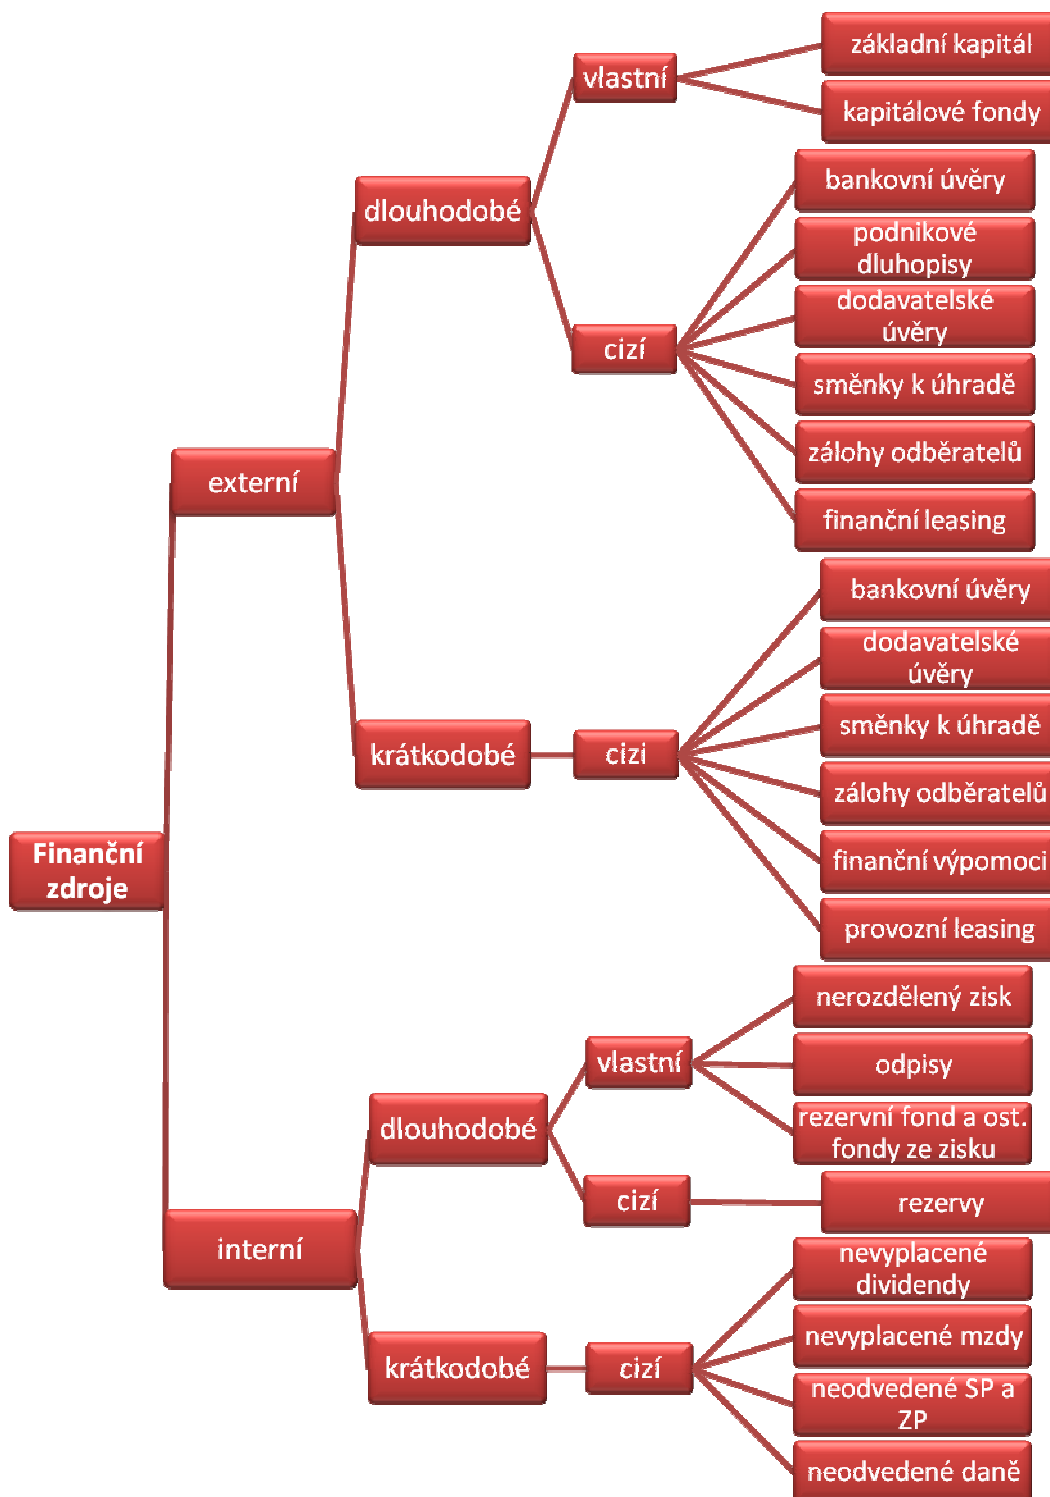 základní kapitál
vlastní
kapitálové fondy
bankovní úvěry
dlouhodobé
podnikové
dluhopisy
dodavatelské
úvěry
cizí
směnky k úhradě
zálohy odběratelů
externí
finanční leasing
bankovní úvěry
dodavatelské
úvěry
směnky k úhradě
krátkodobé
cizi
zálohy odběratelů
Finanční
zdroje
finanční výpomoci
provozní leasing
nerozdělený zisk
vlastní
odpisy
dlouhodobé
rezervní fond a ost.
fondy ze zisku
cizí
rezervy
interní
nevyplacené
dividendy
nevyplacené mzdy
krátkodobé
cizí
neodvedené SP a
ZP
neodvedené daně